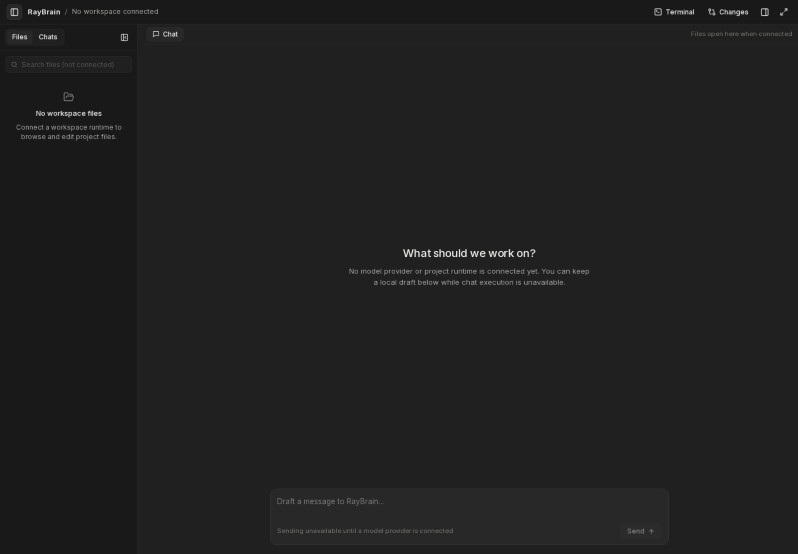 RayBrain / No workspace connected
Terminal
Changes
Files
Chats
Chat
Files open here when connected
Search files (not connected)
No workspace files
Connect a workspace runtime to
browse and edit project files.
What should we work on?
No model provider or project runtime is connected yet. You can keep
a local draft below while chat execution is unavailable.
Draft a message to RayBrain...
Sending unavailable until a model provider is connected
Send